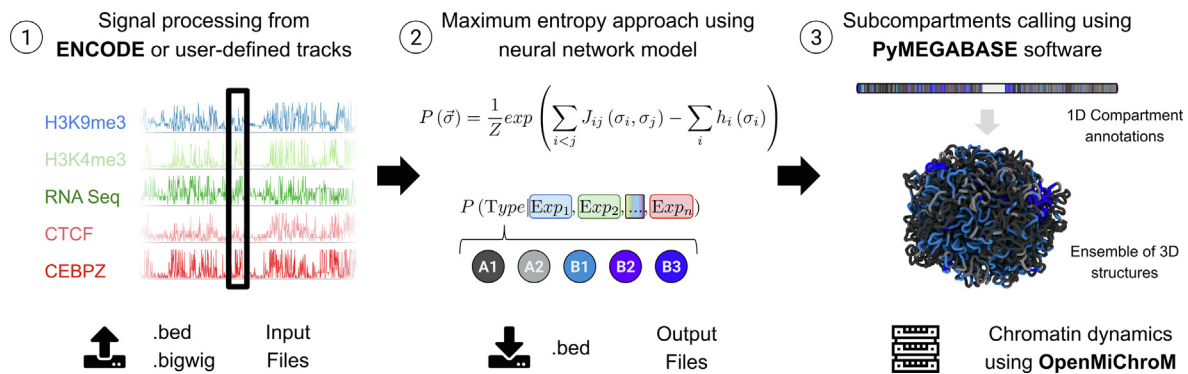 1
Signal processing from
ENCODE or user-defined tracks
H3K9me3
H3K4me3
RNA Seq
CTCF
CEBPZ
.bed
.bigwig
Input
Files
2
Maximum entropy approach using
neural network model
P(σ⃗) = 1/Z exp(∑i<j Jij(σi,σj) − ∑i hi(σi))
P(Type|Exp1,Exp2,...,Expn)
A1 A2 B1 B2 B3
.bed
Output
Files
3
Subcompartments calling using
PyMEGABASE software
1D Compartment
annotations
Ensemble of 3D
structures
Chromatin dynamics
using OpenMiChroM